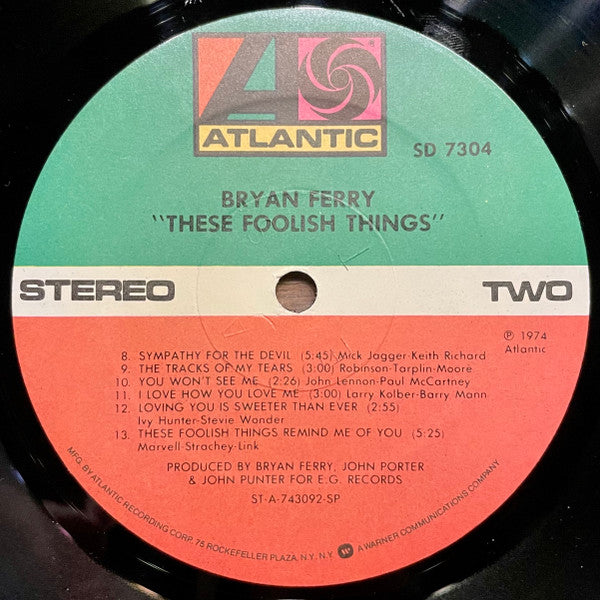 ATLANTIC
®
SD 7304
BRYAN FERRY
"THESE FOOLISH THINGS"
STEREO
TWO
℗ 1974
Atlantic
8. SYMPATHY FOR THE DEVIL (5:45) Mick Jagger-Keith Richard
9. THE TRACKS OF MY TEARS (3:00) Robinson-Tarplin-Moore
10. YOU WON'T SEE ME (2:26) John Lennon-Paul McCartney
11. I LOVE HOW YOU LOVE ME (3:00) Larry Kolber-Barry Mann
12. LOVING YOU IS SWEETER THAN EVER (2:55)
Ivy Hunter-Stevie Wonder
13. THESE FOOLISH THINGS REMIND ME OF YOU (5:25)
Marvell-Strachey-Link
PRODUCED BY BRYAN FERRY, JOHN PORTER
& JOHN PUNTER FOR E.G. RECORDS
ST-A-743092-SP
MFG. BY ATLANTIC RECORDING CORP. 75 ROCKEFELLER PLAZA, N.Y. N.Y. A WARNER COMMUNICATIONS COMPANY